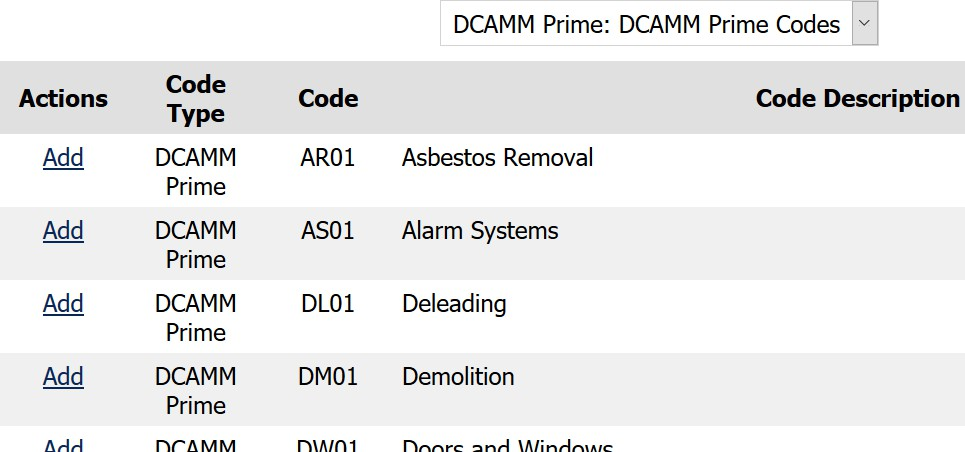 DCAMM Prime: DCAMM Prime Codes
Actions Code Type Code Code Description
Add DCAMM Prime AR01 Asbestos Removal
Add DCAMM Prime AS01 Alarm Systems
Add DCAMM Prime DL01 Deleading
Add DCAMM Prime DM01 Demolition
Add DCAMM DW01 Doors and Windows